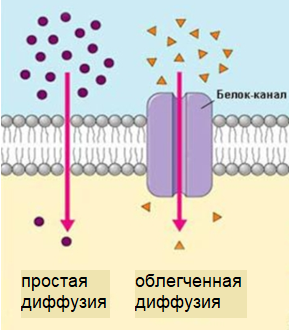 Белок-канал
простая
диффузия
облегченная
диффузия